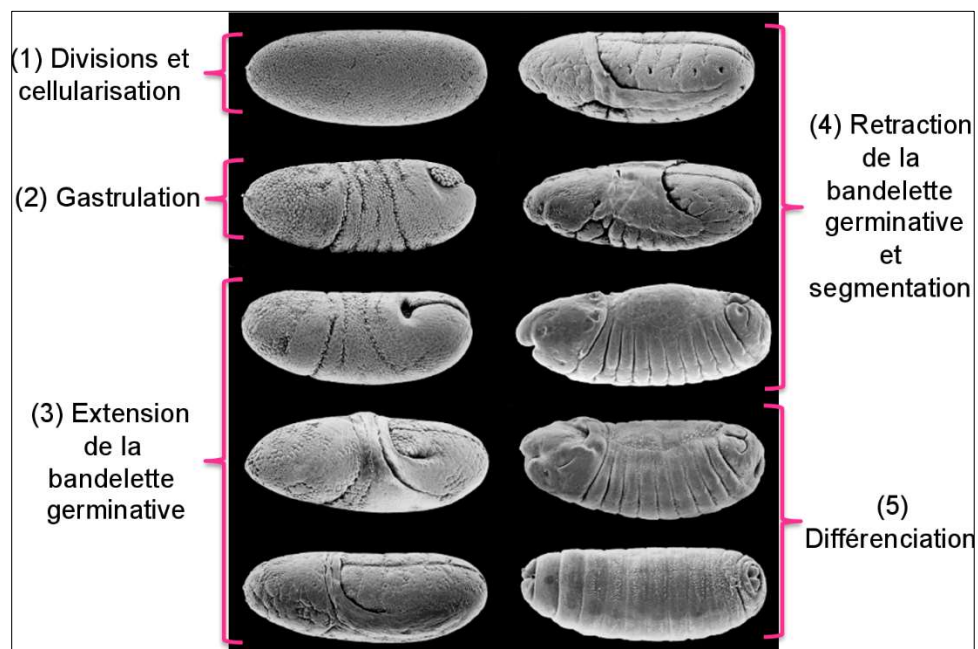 (1) Divisions et
cellularisation
(2) Gastrulation
(3) Extension
de la
bandelette
germinative
(4) Retraction
de la
bandelette
germinative
et
segmentation
(5)
Différenciation